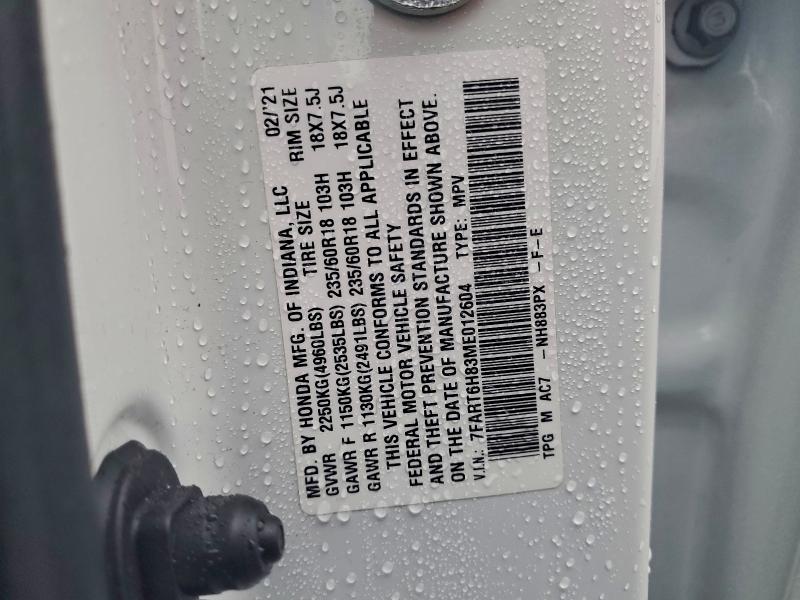 MFD. BY HONDA MFG. OF INDIANA, LLC 02/'21
GVWR 2250KG(4960LBS) TIRE SIZE RIM SIZE
GAWR F 1150KG(2535LBS) 235/60R18 103H 18X7.5J
GAWR R 1130KG(2491LBS) 235/60R18 103H 18X7.5J
THIS VEHICLE CONFORMS TO ALL APPLICABLE
FEDERAL MOTOR VEHICLE SAFETY
AND THEFT PREVENTION STANDARDS IN EFFECT
ON THE DATE OF MANUFACTURE SHOWN ABOVE.
V.I.N.: 7FART6H83ME012604 TYPE: MPV
TPG M AC7 -NH883PX -F-E